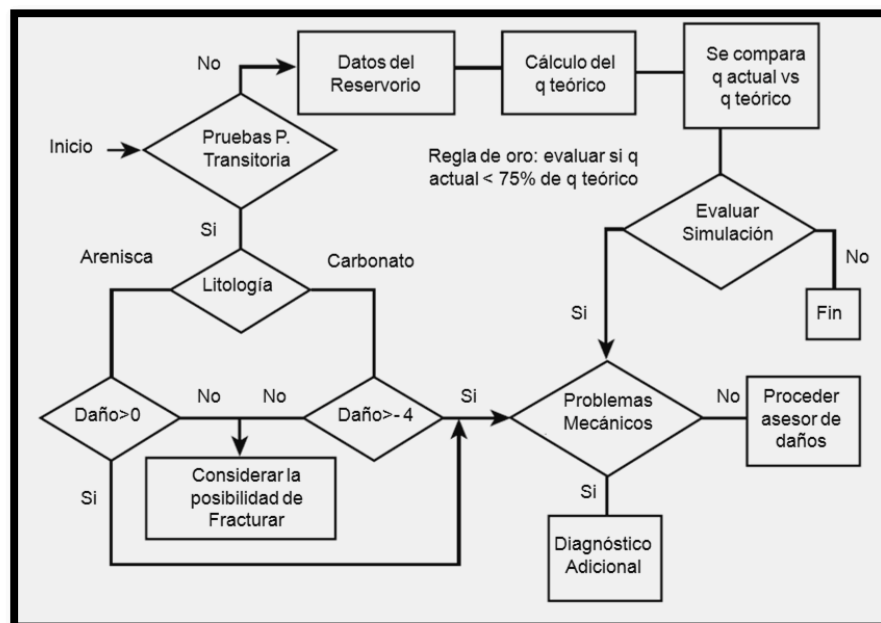 No
Datos del
Reservorio
Cálculo del
q teórico
Se compara
q actual vs
q teórico
Inicio
Pruebas P.
Transitoria
Regla de oro: evaluar si q
actual < 75% de q teórico
Evaluar
Simulación
Si
No
Arenisca
Litología
Carbonato
Si
Fin
Daño>0
No
No
Daño>- 4
Si
Problemas
Mecánicos
No
Proceder
asesor de
daños
Si
Considerar la
posibilidad de
Fracturar
Si
Diagnóstico
Adicional